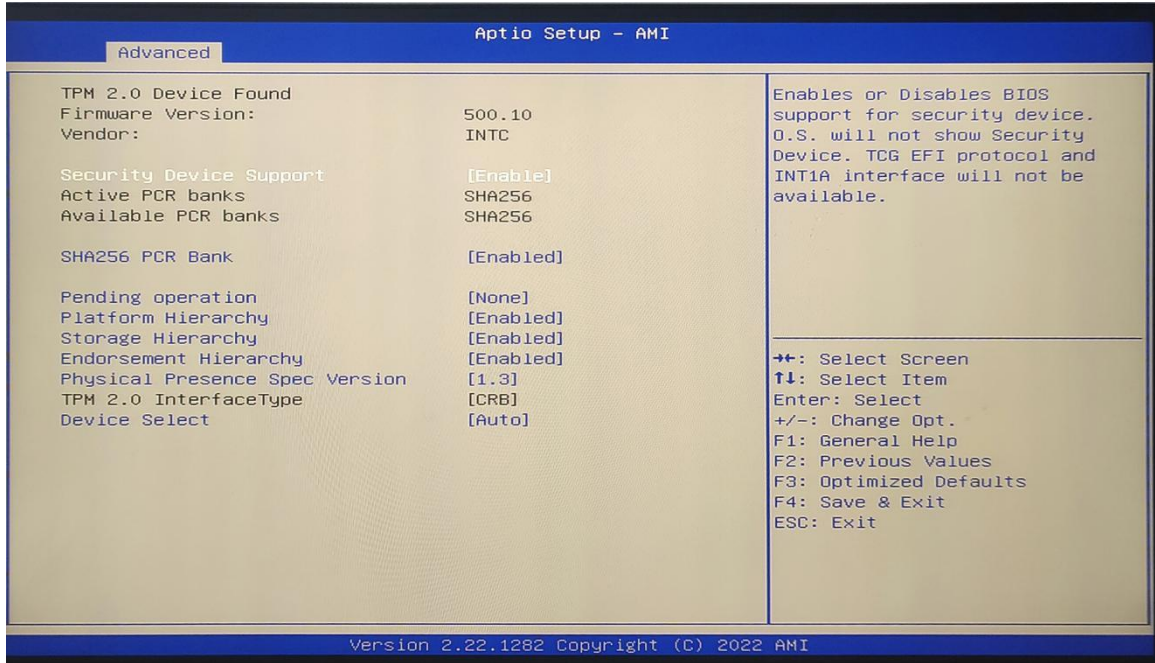 Aptio Setup – AMI
Advanced
TPM 2.0 Device Found
Firmware Version: 500.10
Vendor: INTC
Security Device Support [Enable]
Active PCR banks SHA256
Available PCR banks SHA256
SHA256 PCR Bank [Enabled]
Pending operation [None]
Platform Hierarchy [Enabled]
Storage Hierarchy [Enabled]
Endorsement Hierarchy [Enabled]
Physical Presence Spec Version [1.3]
TPM 2.0 InterfaceType [CRB]
Device Select [Auto]
Enables or Disables BIOS
support for security device.
O.S. will not show Security
Device. TCG EFI protocol and
INT1A interface will not be
available.
→←: Select Screen
↑↓: Select Item
Enter: Select
+/-: Change Opt.
F1: General Help
F2: Previous Values
F3: Optimized Defaults
F4: Save & Exit
ESC: Exit
Version 2.22.1282 Copyright (C) 2022 AMI